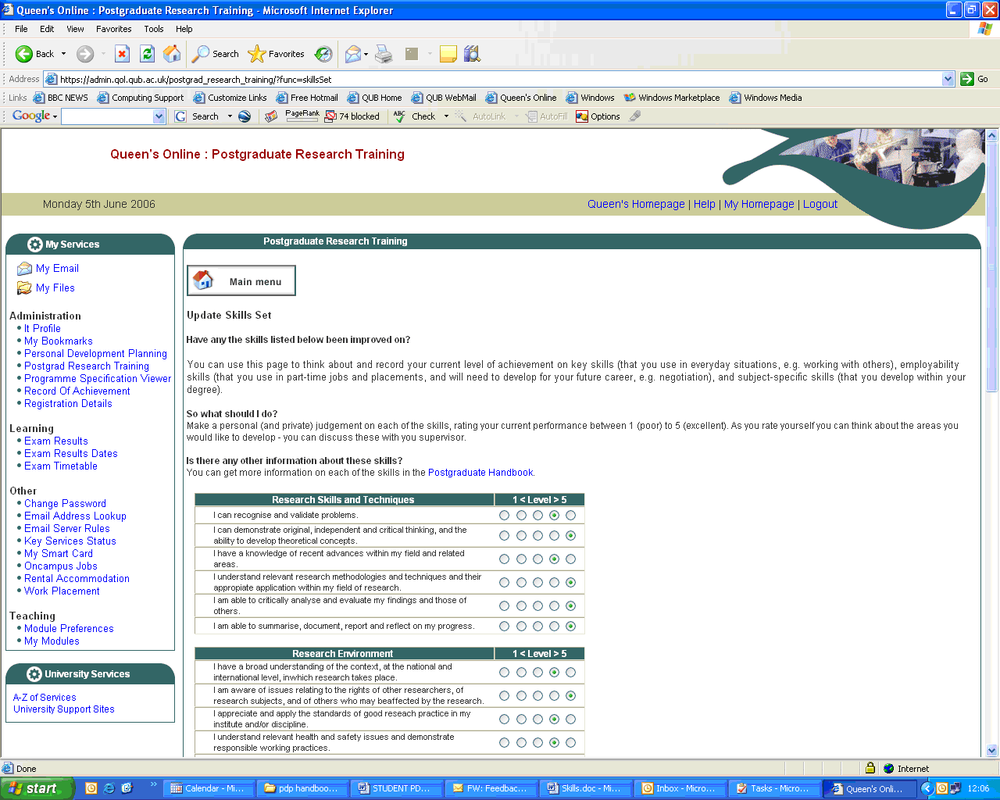 Queen's Online : Postgraduate Research Training - Microsoft Internet Explorer
File Edit View Favorites Tools Help
Back Search Favorites
Address https://admin.qol.qub.ac.uk/postgrad_research_training/?func=skillsSet Go
Links BBC NEWS Computing Support Customize Links Free Hotmail QUB Home QUB WebMail Queen's Online Windows Windows Marketplace Windows Media
Google G Search PageRank 74 blocked ABC Check AutoLink AutoFill Options
Queen's Online : Postgraduate Research Training
Monday 5th June 2006 Queen's Homepage | Help | My Homepage | Logout
My Services
My Email
My Files
Administration
It Profile
My Bookmarks
Personal Development Planning
Postgrad Research Training
Programme Specification Viewer
Record Of Achievement
Registration Details
Learning
Exam Results
Exam Results Dates
Exam Timetable
Other
Change Password
Email Address Lookup
Email Server Rules
Key Services Status
My Smart Card
Oncampus Jobs
Rental Accommodation
Work Placement
Teaching
Module Preferences
My Modules
University Services
A-Z of Services
University Support Sites
Postgraduate Research Training
Main menu
Update Skills Set
Have any the skills listed below been improved on?
You can use this page to think about and record your current level of achievement on key skills (that you use in everyday situations, e.g. working with others), employability
skills (that you use in part-time jobs and placements, and will need to develop for your future career, e.g. negotiation), and subject-specific skills (that you develop within your
degree).
So what should I do?
Make a personal (and private) judgement on each of the skills, rating your current performance between 1 (poor) to 5 (excellent). As you rate yourself you can think about the areas you
would like to develop - you can discuss these with you supervisor.
Is there any other information about these skills?
You can get more information on each of the skills in the Postgraduate Handbook.
Research Skills and Techniques 1 < Level > 5
I can recognise and validate problems.
I can demonstrate original, independent and critical thinking, and the
ability to develop theoretical concepts.
I have a knowledge of recent advances within my field and related
areas.
I understand relevant research methodologies and techniques and their
appropiate application within my field of research.
I am able to critically analyse and evaluate my findings and those of
others.
I am able to summarise, document, report and reflect on my progress.
Research Environment 1 < Level > 5
I have a broad understanding of the context, at the national and
international level, inwhich research takes place.
I am aware of issues relating to the rights of other researchers, of
research subjects, and of others who may beaffected by the research.
I appreciate and apply the standards of good reseach practice in my
institute and/or discipline.
I understand relevant health and safety issues and demonstrate
responsible working practices.
Done Internet
start Calendar - Mi... pdp handboo... STUDENT PD... FW: Feedbac... Skills.doc - Mi... Inbox - Micro... Tasks - Micro... Queen's Onli... 12:06